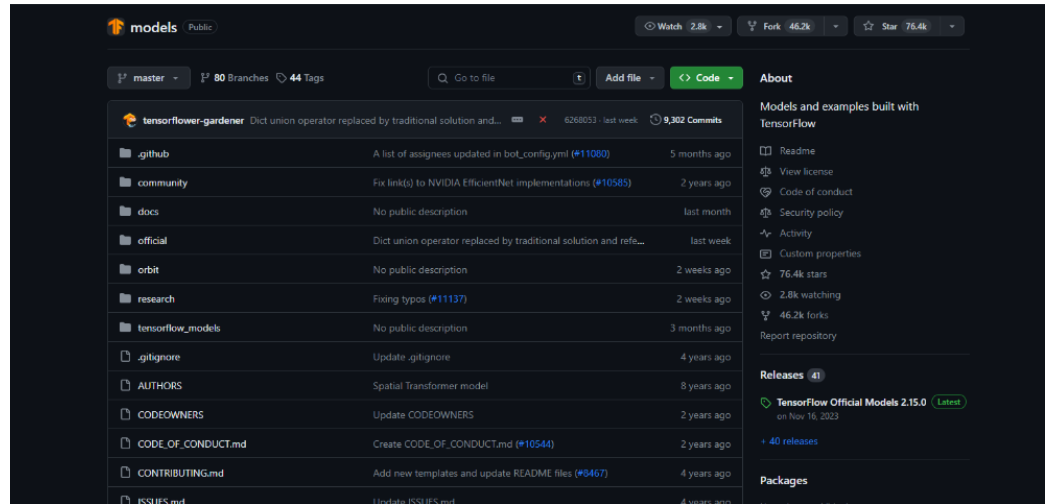 models Public
Watch 2.8k
Fork 46.2k
Star 76.4k
master
80 Branches
44 Tags
Go to file
t
Add file
<> Code
tensorflower-gardener Dict union operator replaced by traditional solution and... 6268053 · last week 9,302 Commits
.github A list of assignees updated in bot_config.yml (#11080) 5 months ago
community Fix link(s) to NVIDIA EfficientNet implementations (#10585) 2 years ago
docs No public description last month
official Dict union operator replaced by traditional solution and refe... last week
orbit No public description 2 weeks ago
research Fixing typos (#11137) 2 weeks ago
tensorflow_models No public description 3 months ago
.gitignore Update .gitignore 4 years ago
AUTHORS Spatial Transformer model 8 years ago
CODEOWNERS Update CODEOWNERS 2 years ago
CODE_OF_CONDUCT.md Create CODE_OF_CONDUCT.md (#10544) 2 years ago
CONTRIBUTING.md Add new templates and update README files (#8467) 4 years ago
ISSUES.md Update ISSUES.md 4 years ago
About
Models and examples built with
TensorFlow
Readme
View license
Code of conduct
Security policy
Activity
Custom properties
76.4k stars
2.8k watching
46.2k forks
Report repository
Releases 41
TensorFlow Official Models 2.15.0 Latest
on Nov 16, 2023
+ 40 releases
Packages